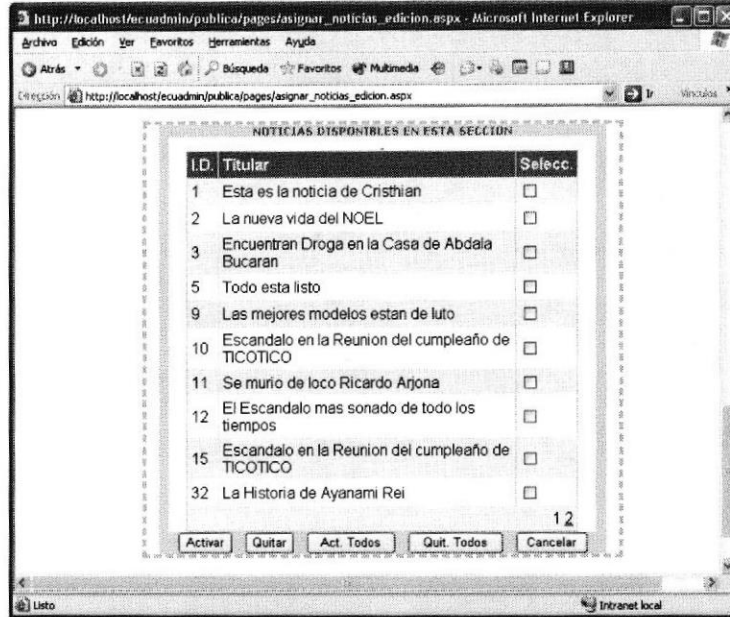 http://localhost/ecuadmin/publica/pages/asignar_noticias_edicion.aspx - Microsoft Internet Explorer
Archivo Edición Ver Favoritos Herramientas Ayuda
Atrás Búsqueda Favoritos Multimedia
Dirección http://localhost/ecuadmin/publica/pages/asignar_noticias_edicion.aspx Ir Vínculos
NOTICIAS DISPONIBLES EN ESTA SECCION
I.D. Titular Selecc.
1 Esta es la noticia de Cristhian
2 La nueva vida del NOEL
3 Encuentran Droga en la Casa de Abdala
Bucaran
5 Todo esta listo
9 Las mejores modelos estan de luto
10 Escandalo en la Reunion del cumpleaño de
TICOTICO
11 Se murio de loco Ricardo Arjona
12 El Escandalo mas sonado de todo los
tiempos
15 Escandalo en la Reunion del cumpleaño de
TICOTICO
32 La Historia de Ayanami Rei
1 2
Activar Quitar Act. Todos Quit. Todos Cancelar
Listo Intranet local